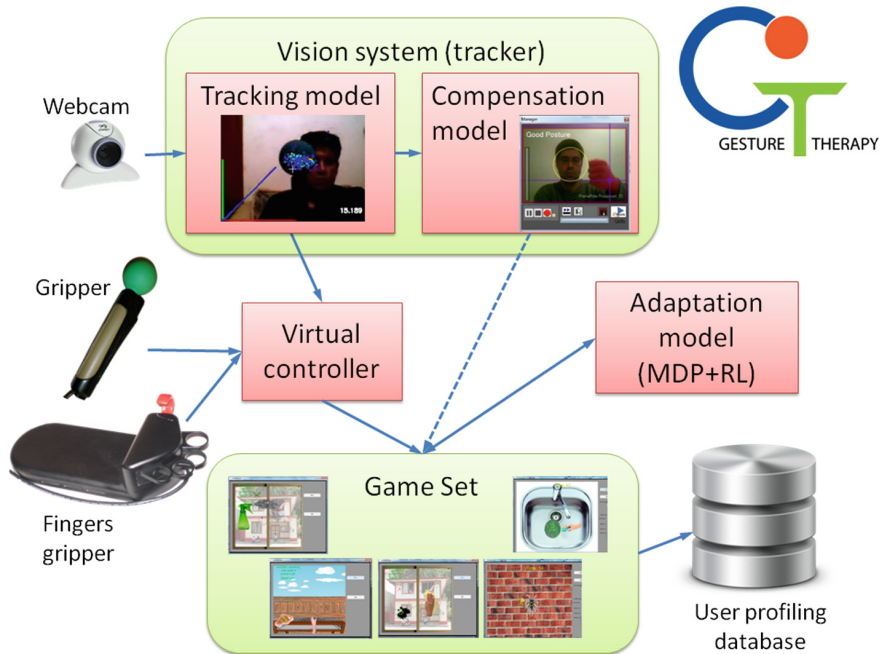 Vision system (tracker)
Webcam
Tracking model
15.189
Compensation
model
Manager
Good Posture
GESTURE THERAPY
Gripper
Virtual
controller
Adaptation
model
(MDP+RL)
Fingers
gripper
Game Set
User profiling
database